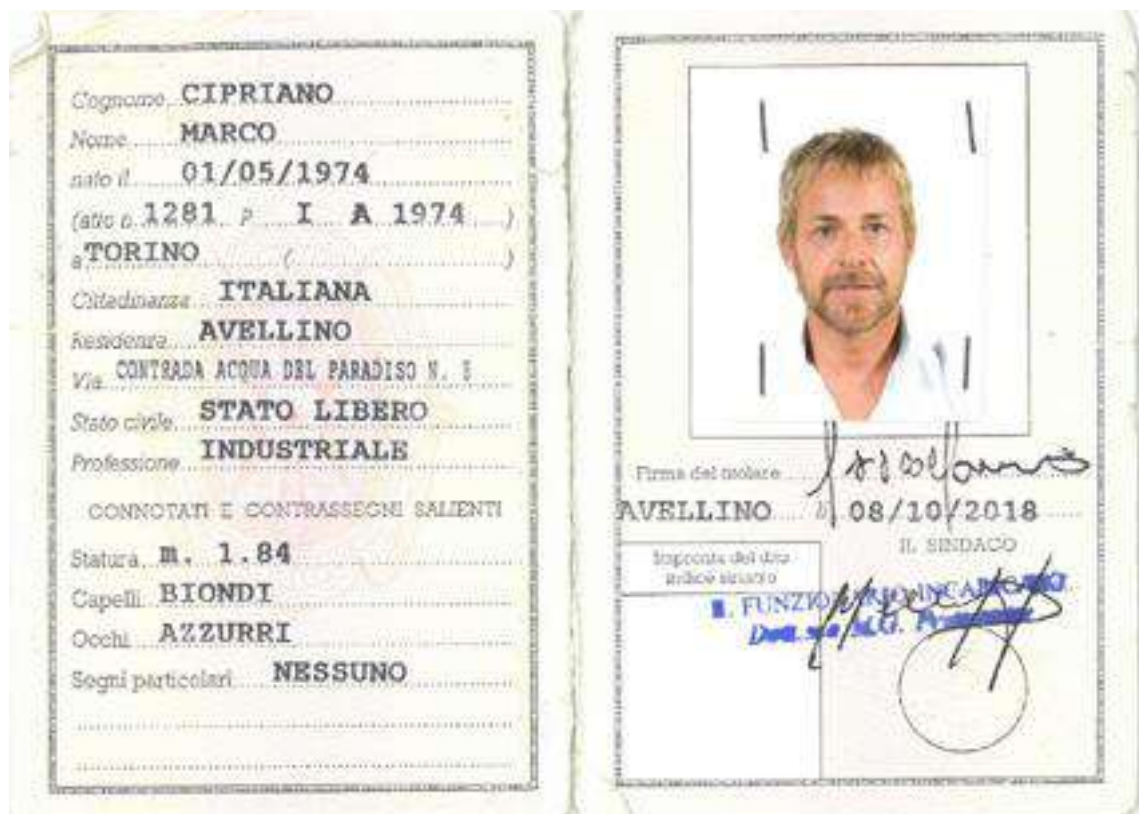 Cognome CIPRIANO
Nome MARCO
nato il 01/05/1974
(atto n. 1281 P I A 1974 )
a TORINO ( )
Cittadinanza ITALIANA
Residenza AVELLINO
Via CONTRADA ACQUA DEL PARADISO N.
Stato civile STATO LIBERO
Professione INDUSTRIALE
CONNOTATI E CONTRASSEGNI SALIENTI
Statura m. 1.84
Capelli BIONDI
Occhi AZZURRI
Segni particolari NESSUNO
Firma del titolare
AVELLINO li 08/10/2018
IL SINDACO
Impronta del dito
indice sinistro
IL FUNZIONARIO INCARICATO
Dott.ssa M.G.